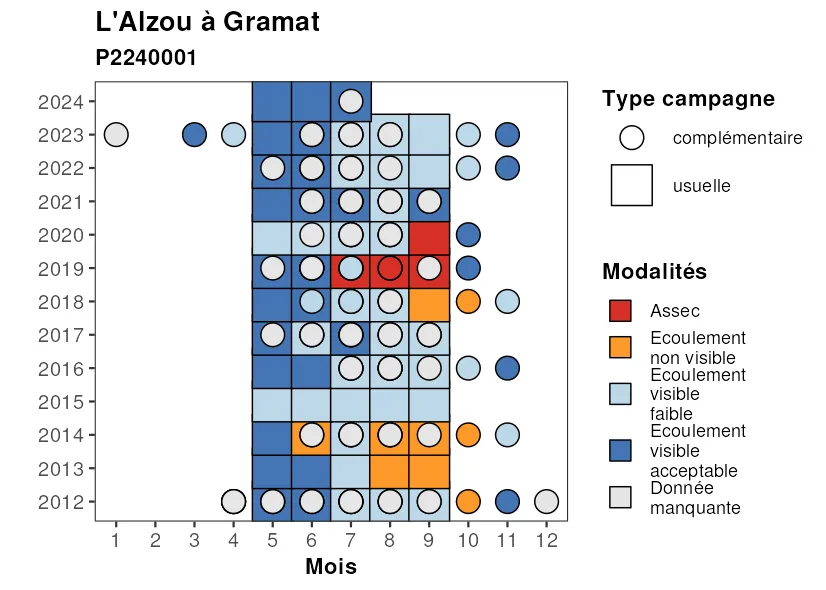 L'Alzou à Gramat
P2240001
2024
2023
2022
2021
2020
2019
2018
2017
2016
2015
2014
2013
2012
1 2 3 4 5 6 7 8 9 10 11 12
Mois
Type campagne
complémentaire
usuelle
Modalités
Assec
Ecoulement
non visible
Ecoulement
visible
faible
Ecoulement
visible
acceptable
Donnée
manquante